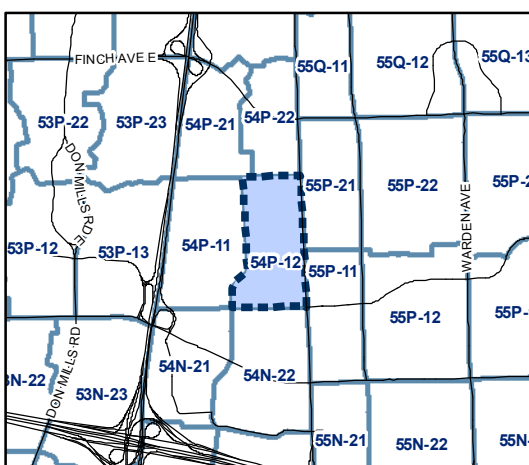 FINCH AVE E
55Q-11
55Q-12
55Q-13
53P-22
53P-23
54P-21
54P-22
DON MILLS RD E
55P-21
55P-22
55P-2
WARDEN AVE
53P-12
53P-13
54P-11
54P-12
55P-11
55P-12
55P-
3N-22
DON MILLS RD
53N-23
54N-21
54N-22
55N-21
55N-22
55N-